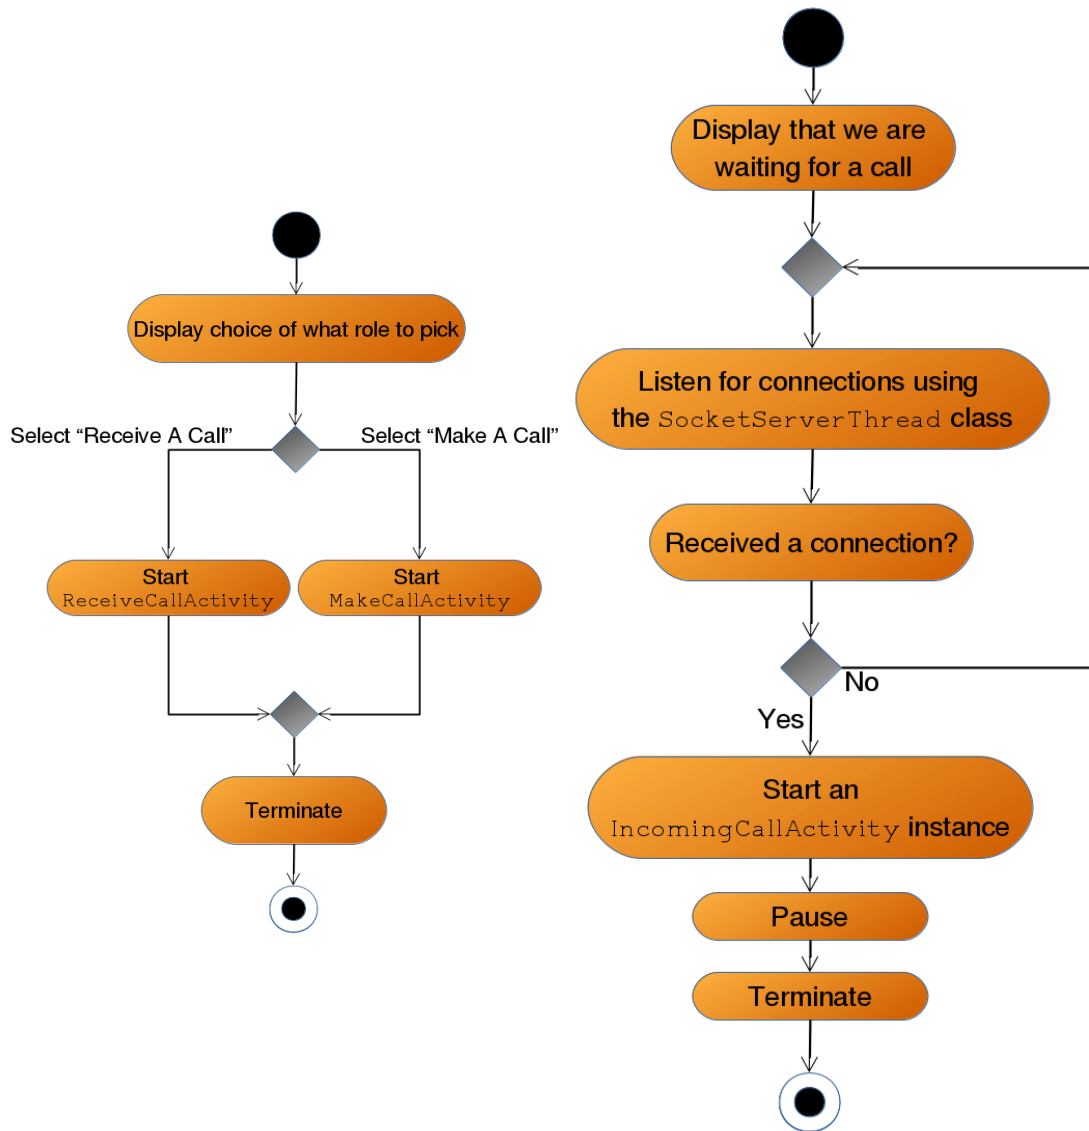 Display choice of what role to pick
Select “Receive A Call”
Select “Make A Call”
Start
ReceiveCallActivity
Start
MakeCallActivity
Terminate
Display that we are
waiting for a call
Listen for connections using
the SocketServerThread class
Received a connection?
No
Yes
Start an
IncomingCallActivity instance
Pause
Terminate